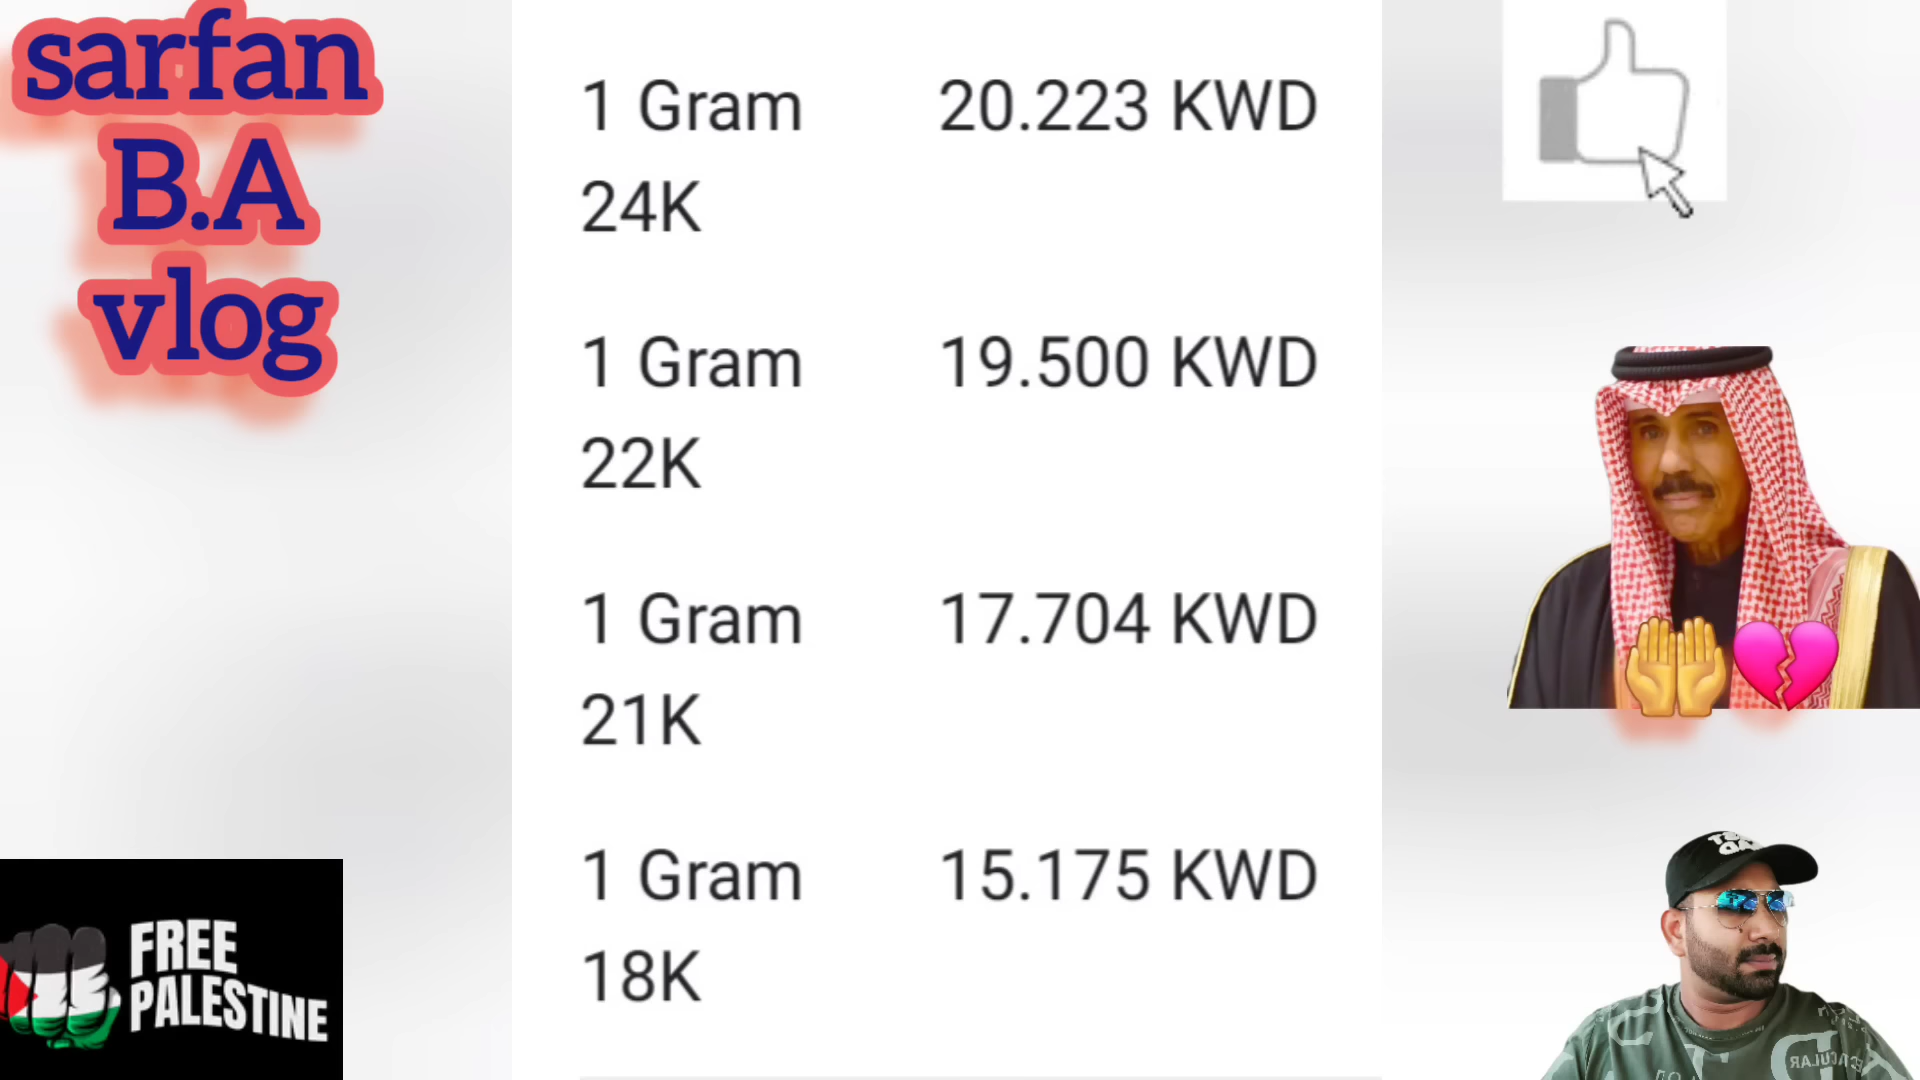 sarfan
B.A
vlog
1 Gram 20.223 KWD
24K
1 Gram 19.500 KWD
22K
1 Gram 17.704 KWD
21K
1 Gram 15.175 KWD
18K
FREE
PALESTINE